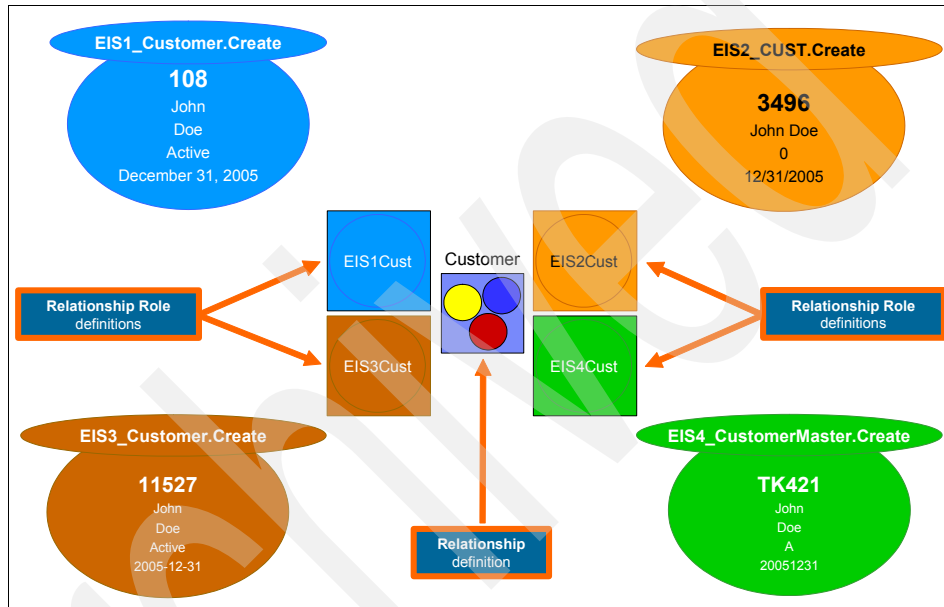 EIS1_Customer.Create
108
John
Doe
Active
December 31, 2005
EIS2_CUST.Create
3496
John Doe
0
12/31/2005
EIS1Cust
Customer
EIS2Cust
Relationship Role
definitions
Relationship Role
definitions
EIS3Cust
EIS4Cust
EIS3_Customer.Create
11527
John
Doe
Active
2005-12-31
Relationship
definition
EIS4_CustomerMaster.Create
TK421
John
Doe
A
20051231